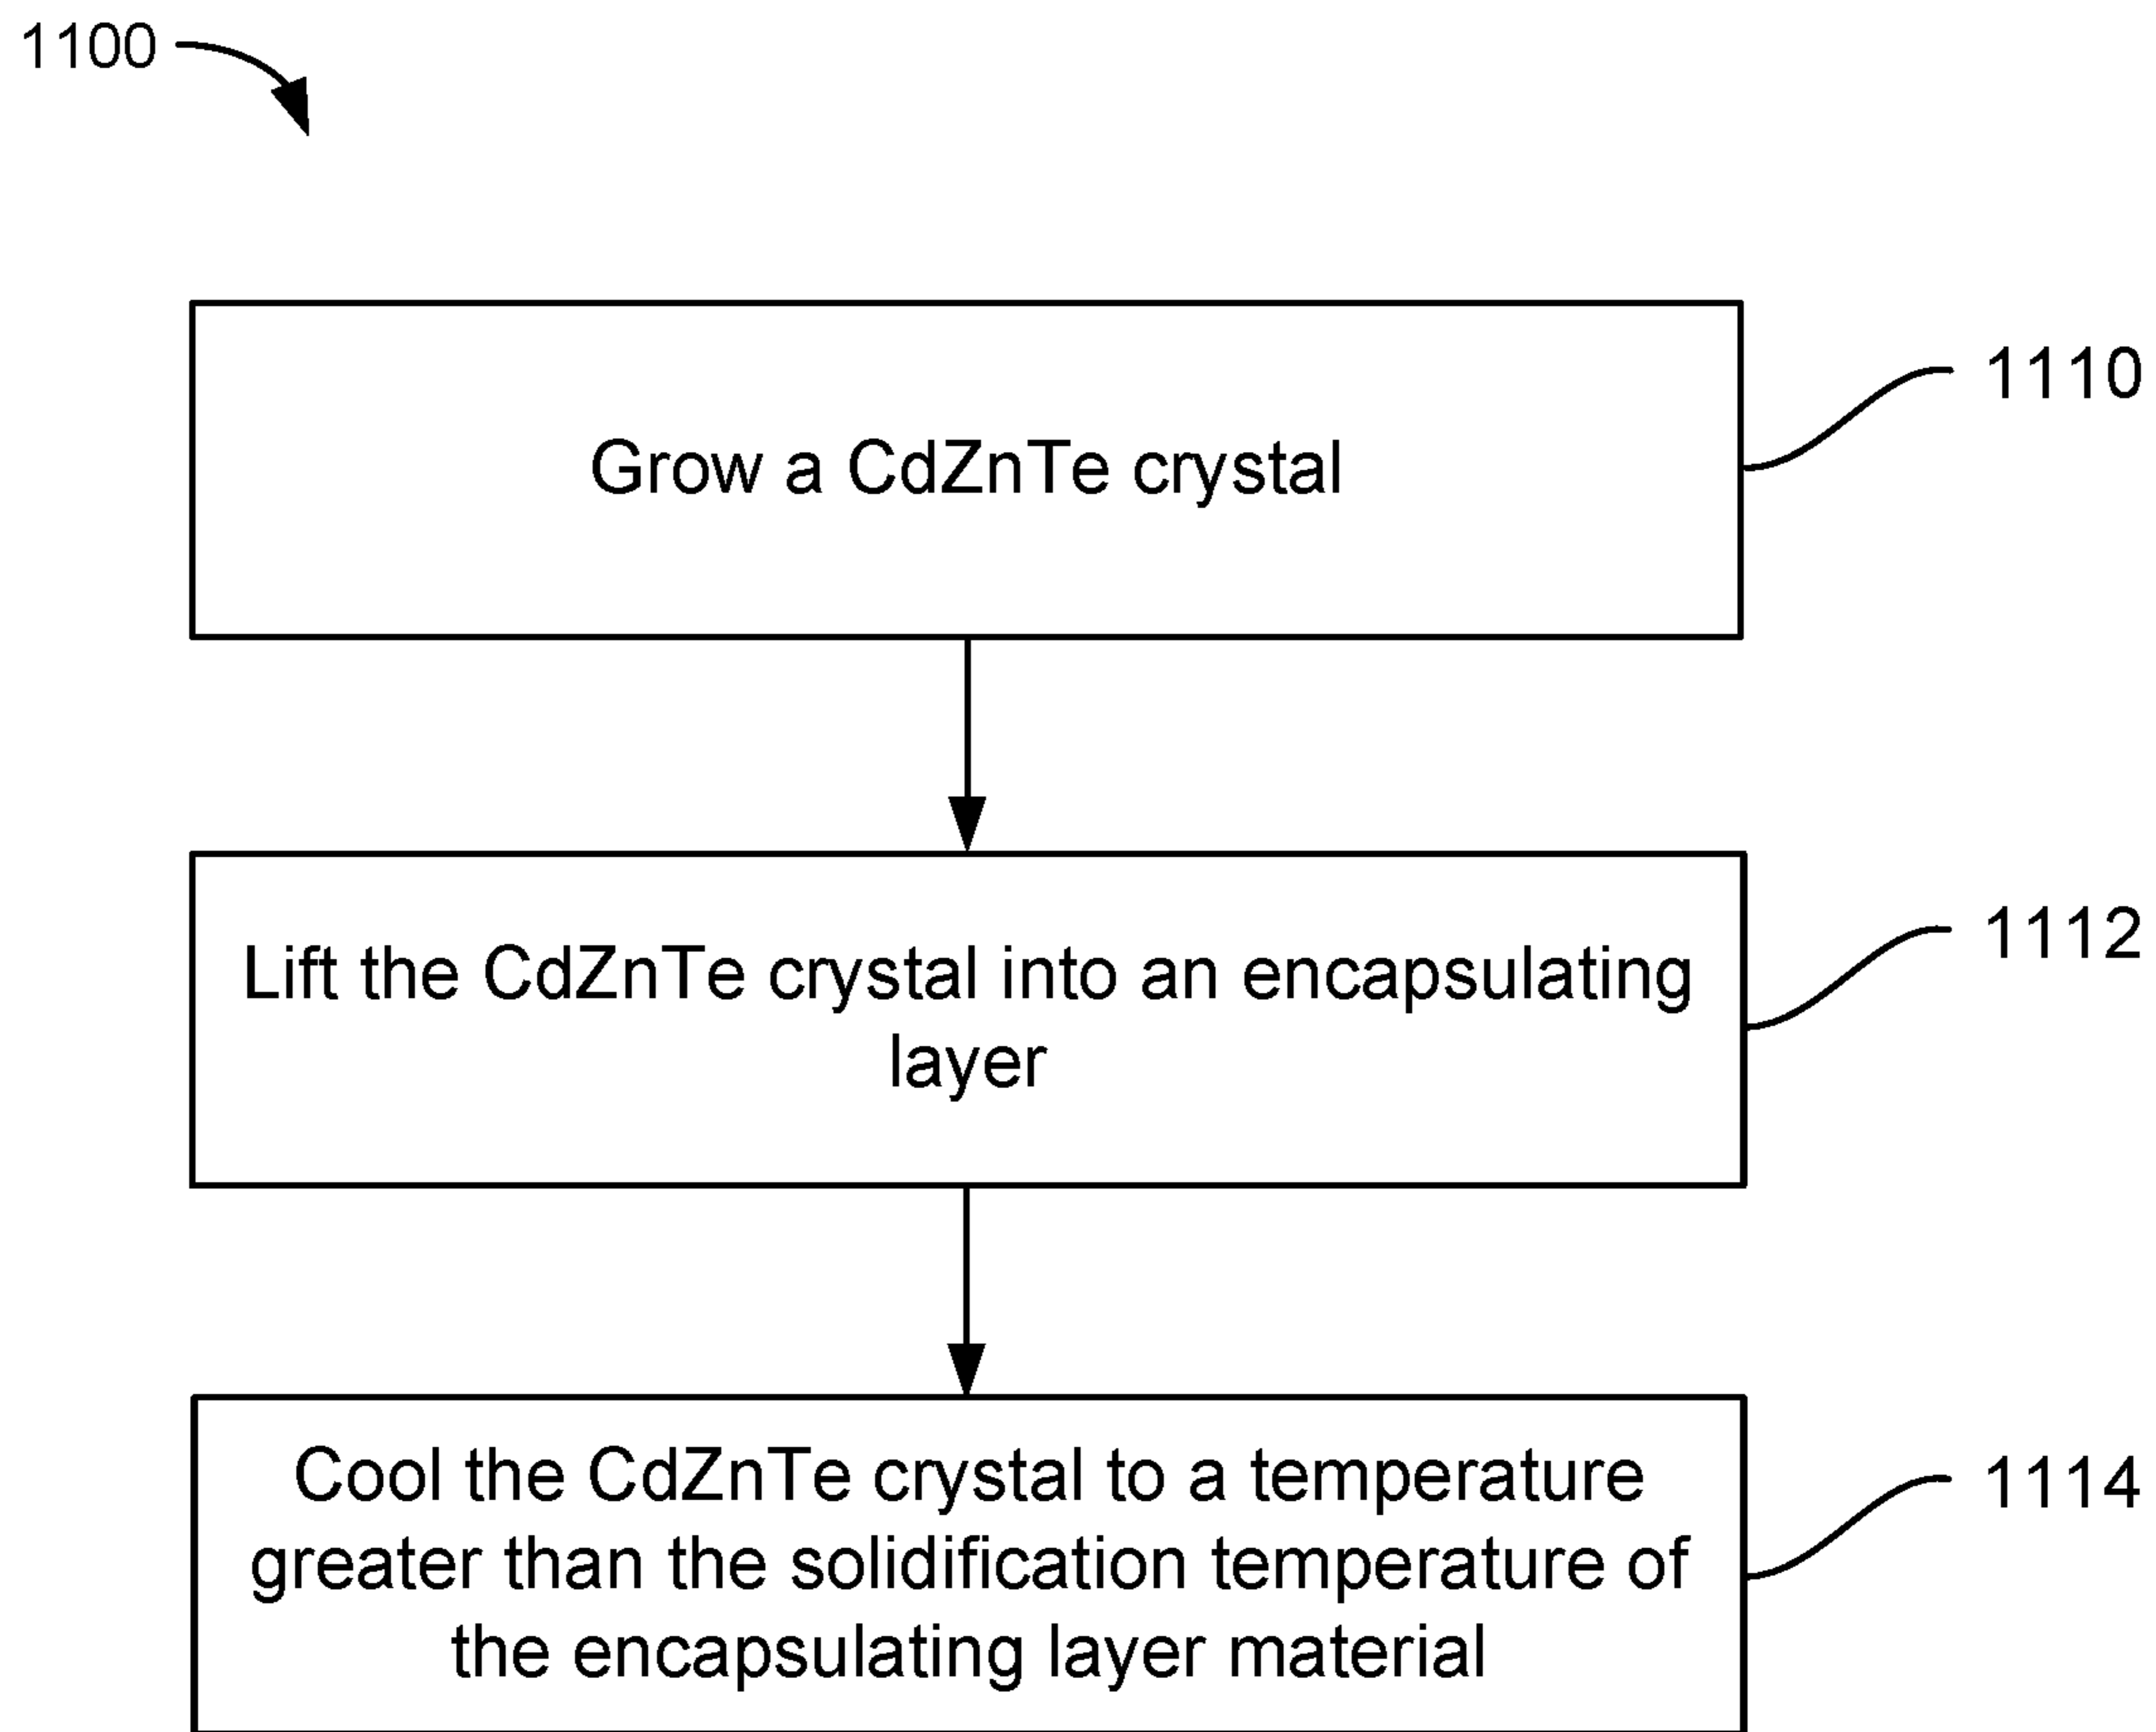 1100
Grow a CdZnTe crystal
1110
Lift the CdZnTe crystal into an encapsulating
layer
1112
Cool the CdZnTe crystal to a temperature
greater than the solidification temperature of
the encapsulating layer material
1114